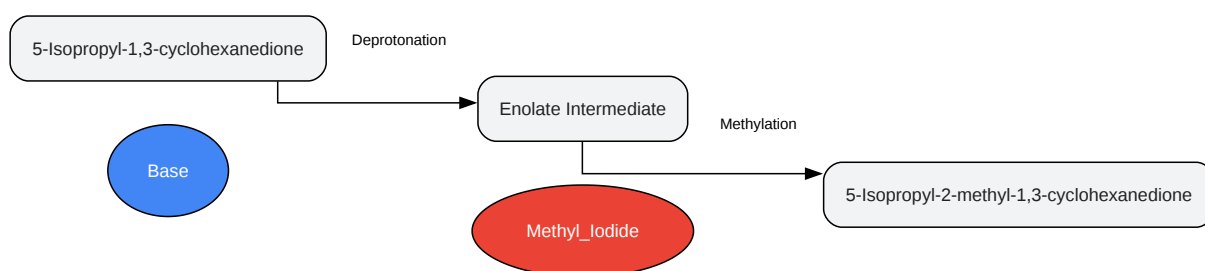 5-Isopropyl-1,3-cyclohexanedione
Deprotonation
Enolate Intermediate
Methylation
Base
5-Isopropyl-2-methyl-1,3-cyclohexanedione
Methyl_Iodide